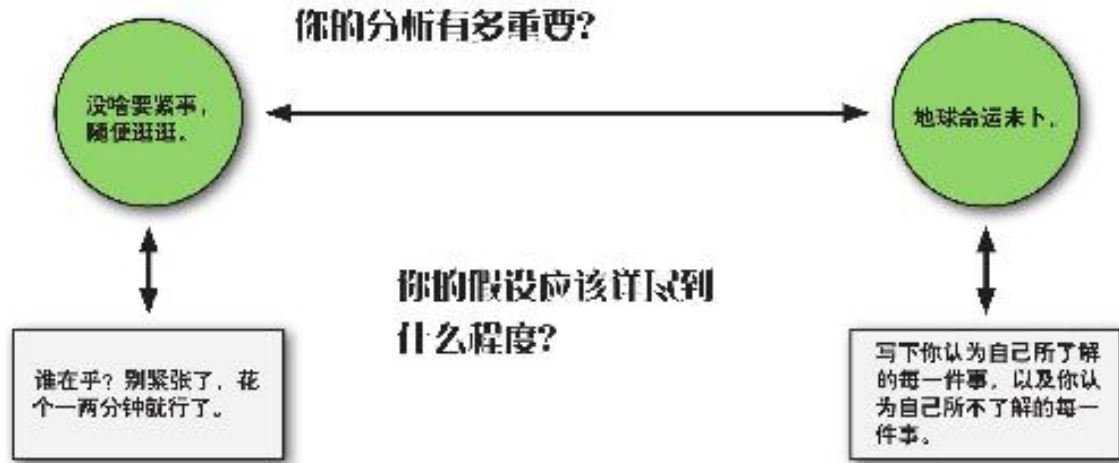 你的分析有多重要?
没啥要紧事，
随便逛逛。
地球命运未卜。
你的假设应该详尽到
什么程度?
谁在乎? 别紧张了，花
个一两分钟就行了。
写下你认为自己所了解
的每一件事，以及你认
为自己所不了解的每一
件事。